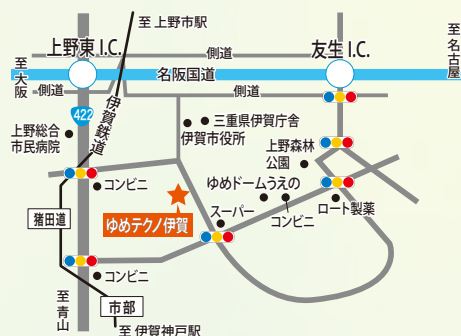 至 上野市駅
上野東 I.C.
側道
友生 I.C.
至名古屋
至大阪
名阪国道
側道
側道
伊賀鉄道
422
上野総合
市民病院
三重県伊賀庁舎
伊賀市役所
上野森林
公園
コンビニ
ゆめドームうえの
猪田道
ゆめテクノ伊賀
スーパー
コンビニ
ロート製薬
コンビニ
至青山
市部
至 伊賀神戸駅